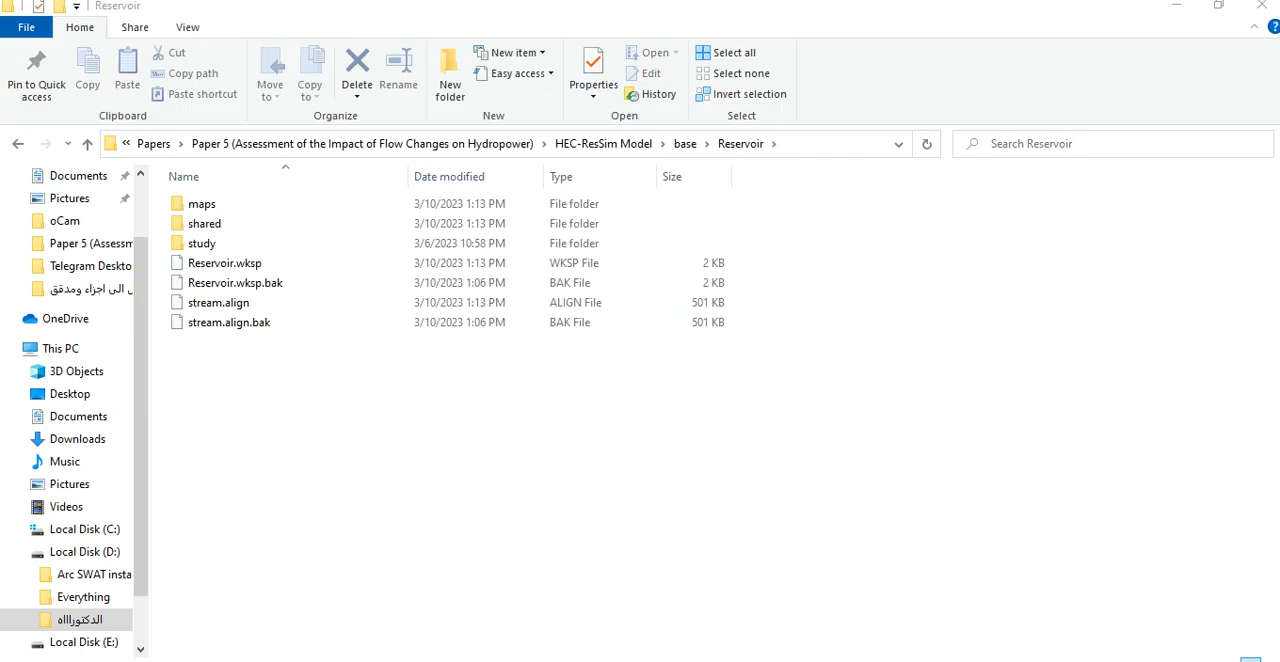 Reservoir
File Home Share View
Pin to Quick access
Copy
Paste
Cut
Copy path
Paste shortcut
Clipboard
Move to
Copy to
Delete
Rename
Organize
New folder
New item
Easy access
New
Properties
Open
Edit
History
Open
Select all
Select none
Invert selection
Select
« Papers > Paper 5 (Assessment of the Impact of Flow Changes on Hydropower) > HEC-ResSim Model > base > Reservoir >
Search Reservoir
Documents
Pictures
oCam
Paper 5 (Assessm
Telegram Deskto
ل الى اجزاء ومدقق
OneDrive
This PC
3D Objects
Desktop
Documents
Downloads
Music
Pictures
Videos
Local Disk (C:)
Local Disk (D:)
Arc SWAT insta
Everything
الدكتوراااه
Local Disk (E:)
Name Date modified Type Size
maps 3/10/2023 1:13 PM File folder
shared 3/10/2023 1:13 PM File folder
study 3/6/2023 10:58 PM File folder
Reservoir.wksp 3/10/2023 1:13 PM WKSP File 2 KB
Reservoir.wksp.bak 3/10/2023 1:06 PM BAK File 2 KB
stream.align 3/10/2023 1:13 PM ALIGN File 501 KB
stream.align.bak 3/10/2023 1:06 PM BAK File 501 KB